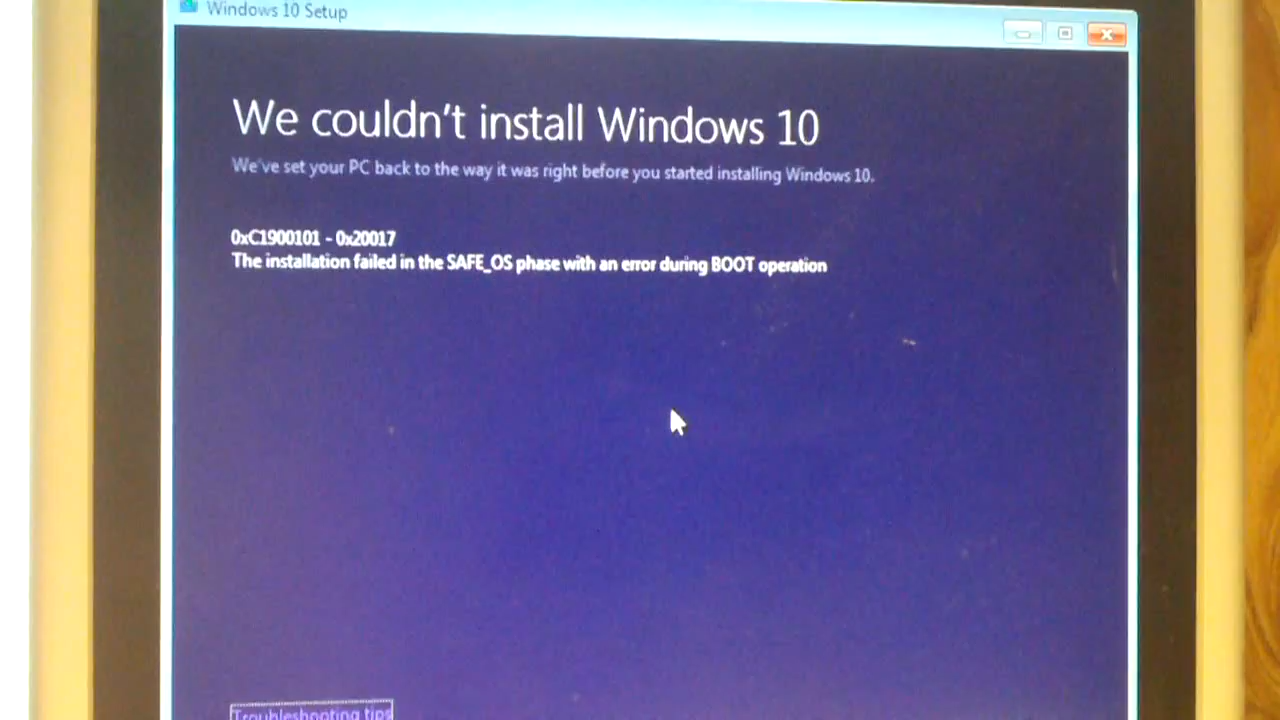 Windows 10 Setup
We couldn't install Windows 10
We've set your PC back to the way it was right before you started installing Windows 10.
0xC1900101 - 0x20017
The installation failed in the SAFE_OS phase with an error during BOOT operation
Troubleshooting tips